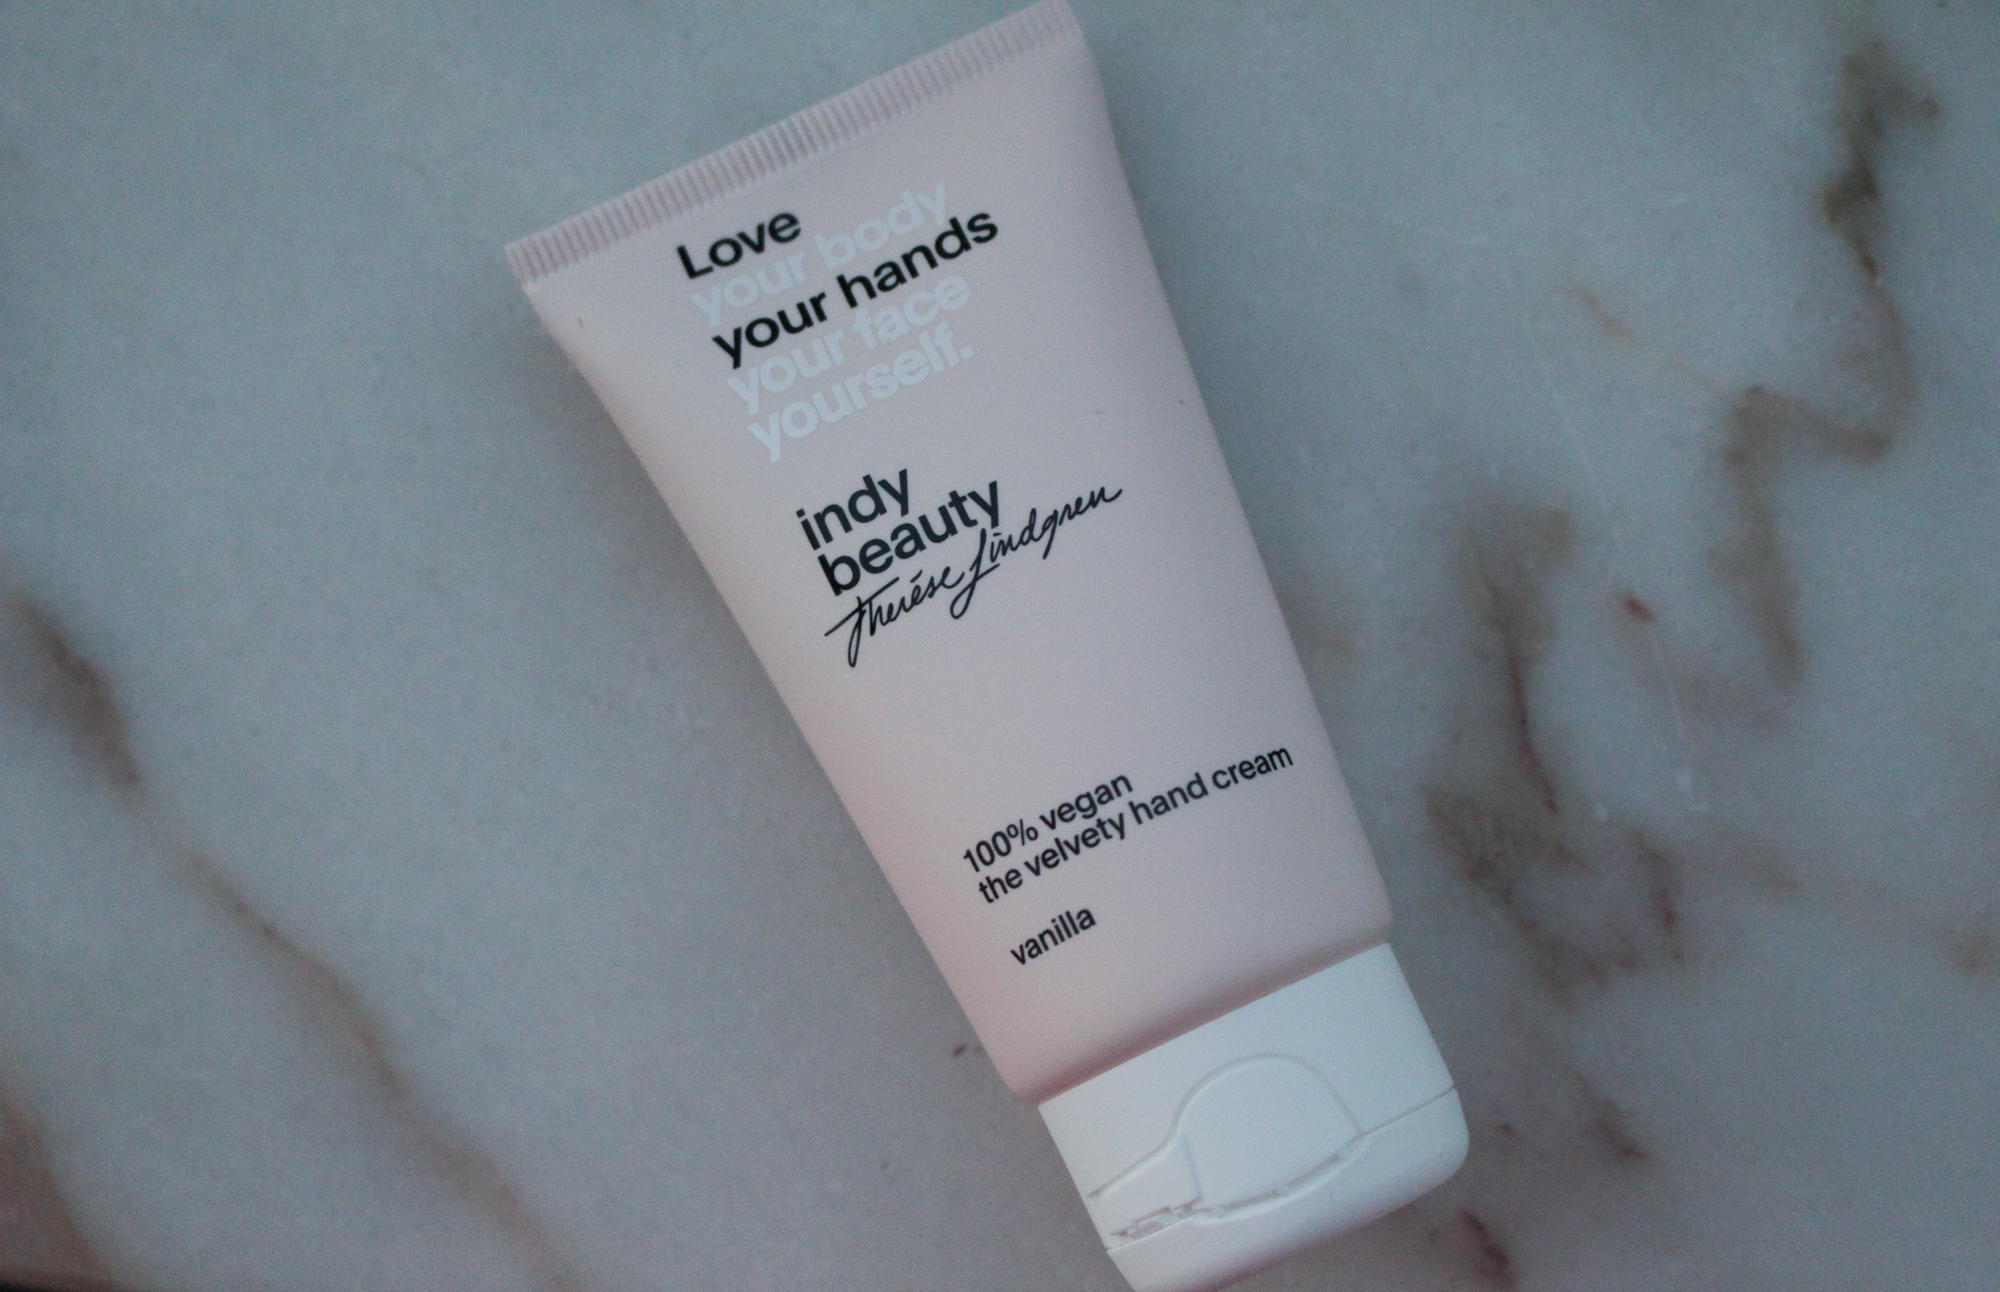 Love
your body
your hands
your face
yourself.
indy
beauty
Therése Lindgren
100% vegan
the velvety hand cream
vanilla